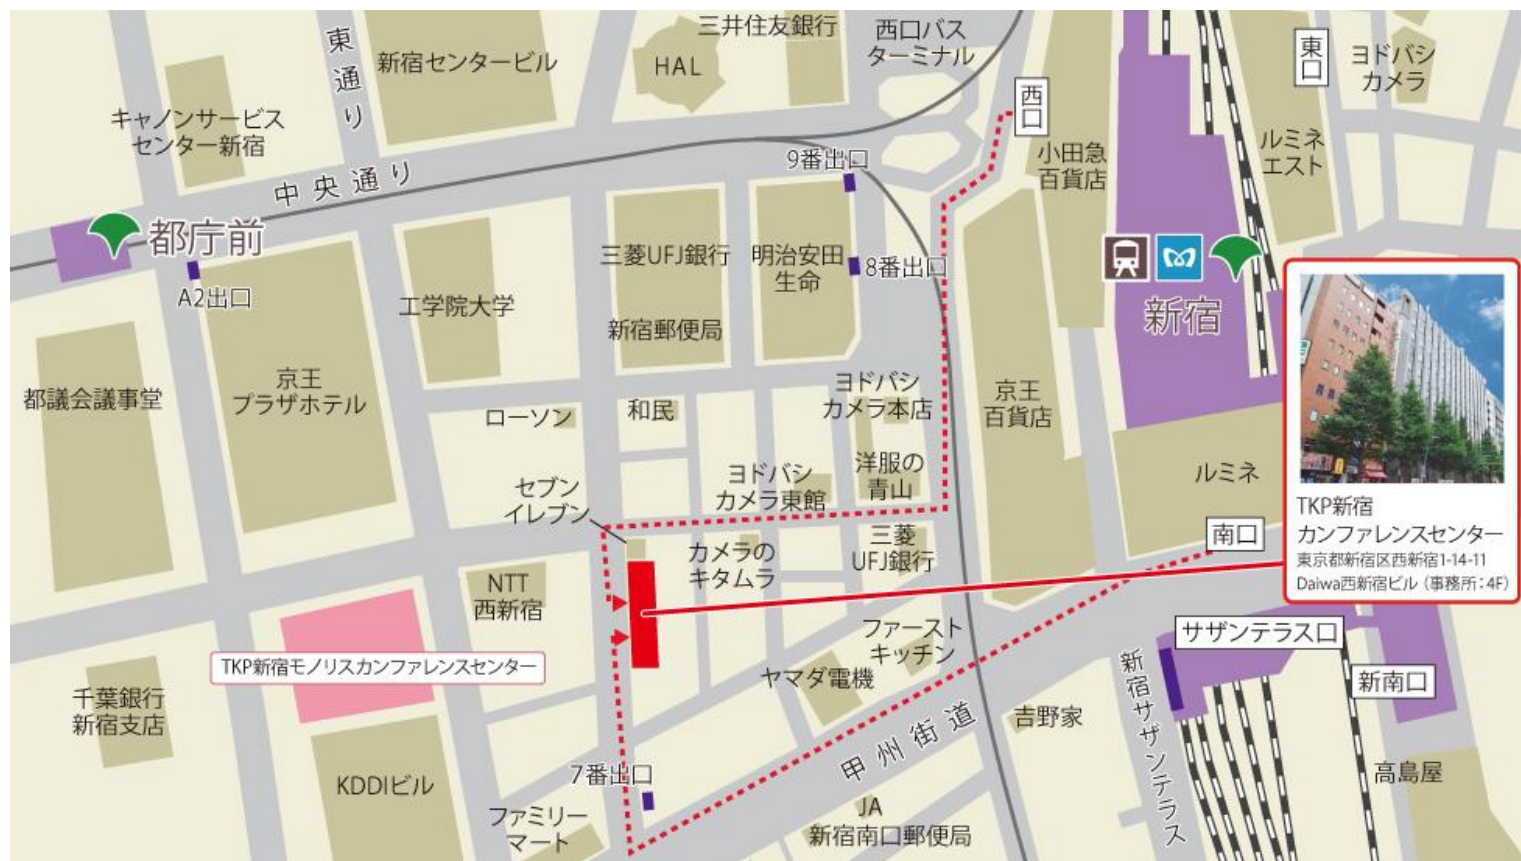 三井住友銀行
西口バス
ターミナル
東通り
新宿センタービル
HAL
東口
ヨドバシ
カメラ
西口
キャノンサービス
センター新宿
小田急
百貨店
ルミネ
エスト
中央通り
9番出口
都庁前
A2出口
工学院大学
三菱UFJ銀行
新宿郵便局
明治安田
生命
8番出口
新宿
都議会議事堂
京王
プラザホテル
ローソン
和民
ヨドバシ
カメラ本店
京王
百貨店
洋服の
青山
ヨドバシ
カメラ東館
セブン
イレブン
ルミネ
南口
TKP新宿
カンファレンスセンター
東京都新宿区西新宿1-14-11
Daiwa西新宿ビル（事務所：4F）
カメラの
キタムラ
三菱
UFJ銀行
NTT
西新宿
ファースト
キッチン
サザンテラス口
TKP新宿モノリスカンファレンスセンター
ヤマダ電機
新宿サザンテラス
新南口
千葉銀行
新宿支店
甲州街道
吉野家
7番出口
KDDIビル
高島屋
ファミリー
マート
JA
新宿南口郵便局